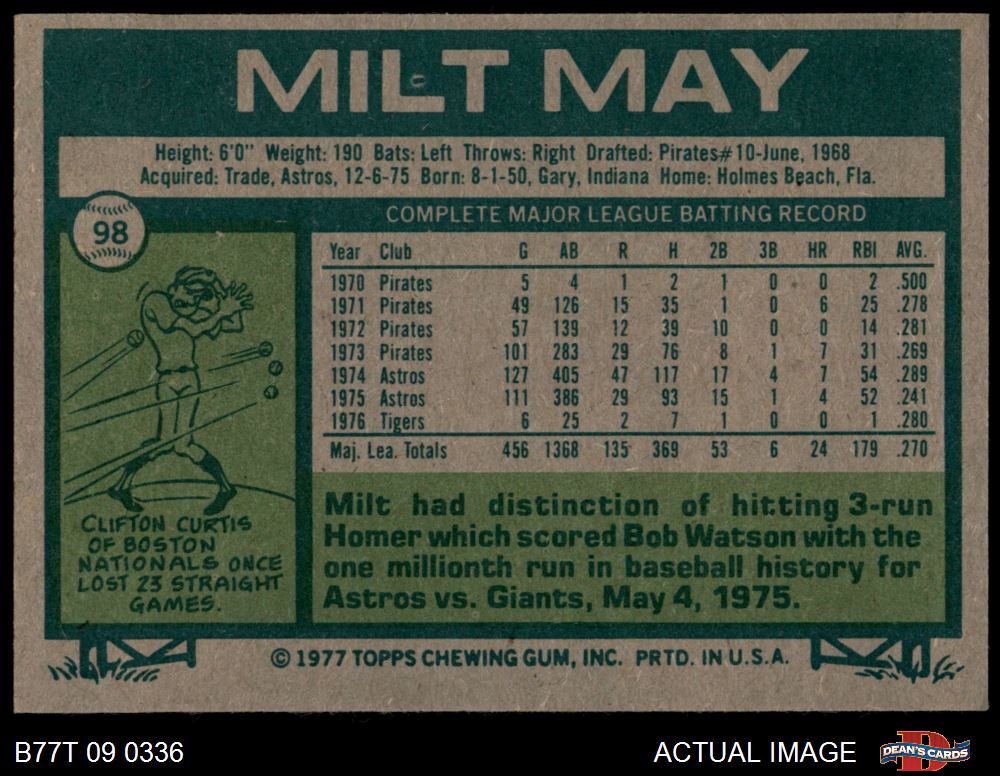 MILT MAY
Height: 6'0" Weight: 190 Bats: Left Throws: Right Drafted: Pirates#10-June, 1968
Acquired: Trade, Astros, 12-6-75 Born: 8-1-50, Gary, Indiana Home: Holmes Beach, Fla.
98
COMPLETE MAJOR LEAGUE BATTING RECORD
Year Club G AB R H 2B 3B HR RBI AVG.
1970 Pirates 5 4 1 2 1 0 0 2 .500
1971 Pirates 49 126 15 35 1 0 6 25 .278
1972 Pirates 57 139 12 39 10 0 0 14 .281
1973 Pirates 101 283 29 76 8 1 7 31 .269
1974 Astros 127 405 47 117 17 4 7 54 .289
1975 Astros 111 386 29 93 15 1 4 52 .241
1976 Tigers 6 25 2 7 1 0 0 1 .280
Maj. Lea. Totals 456 1368 135 369 53 6 24 179 .270
CLIFTON CURTIS
OF BOSTON
NATIONALS ONCE
LOST 23 STRAIGHT
GAMES.
Milt had distinction of hitting 3-run
Homer which scored Bob Watson with the
one millionth run in baseball history for
Astros vs. Giants, May 4, 1975.
© 1977 TOPPS CHEWING GUM, INC. PRTD. IN U.S.A.
B77T 09 0336
ACTUAL IMAGE
DEAN'S CARDS